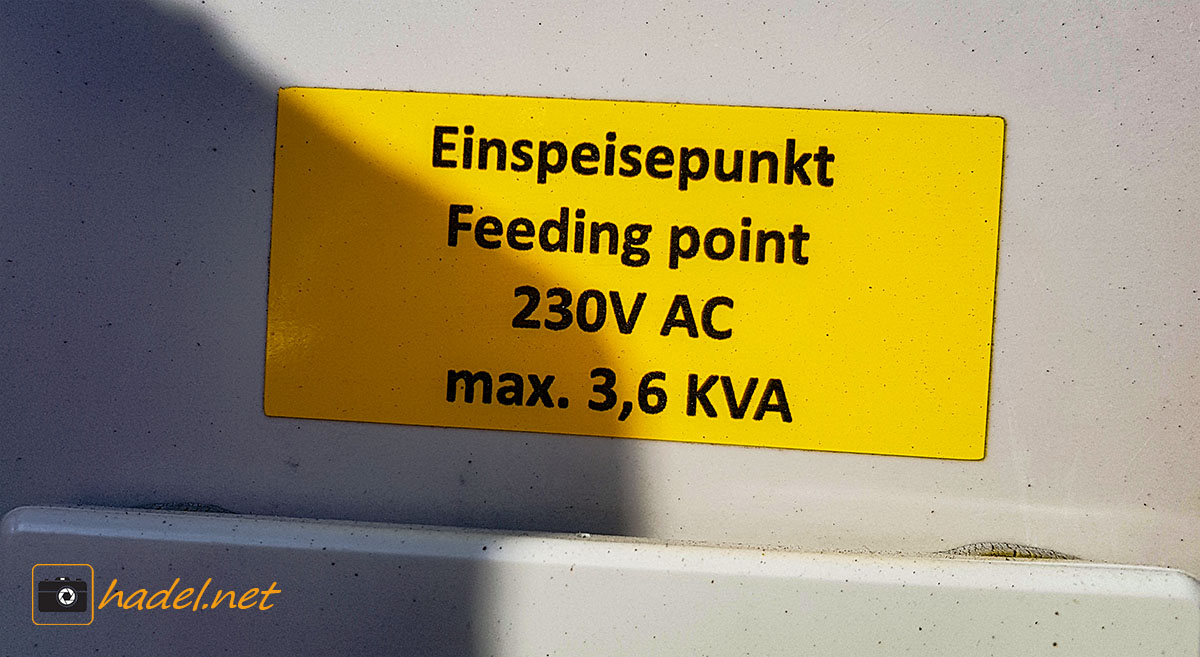 Einspeisepunkt
Feeding point
230V AC
max. 3,6 KVA
hadel.net